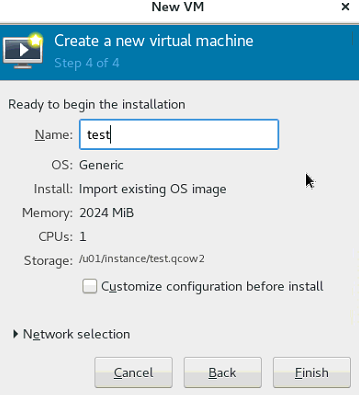 New VM
Create a new virtual machine
Step 4 of 4
Ready to begin the installation
Name: test
OS: Generic
Install: Import existing OS image
Memory: 2024 MiB
CPUs: 1
Storage: /u01/instance/test.qcow2
Customize configuration before install
Network selection
Cancel Back Finish